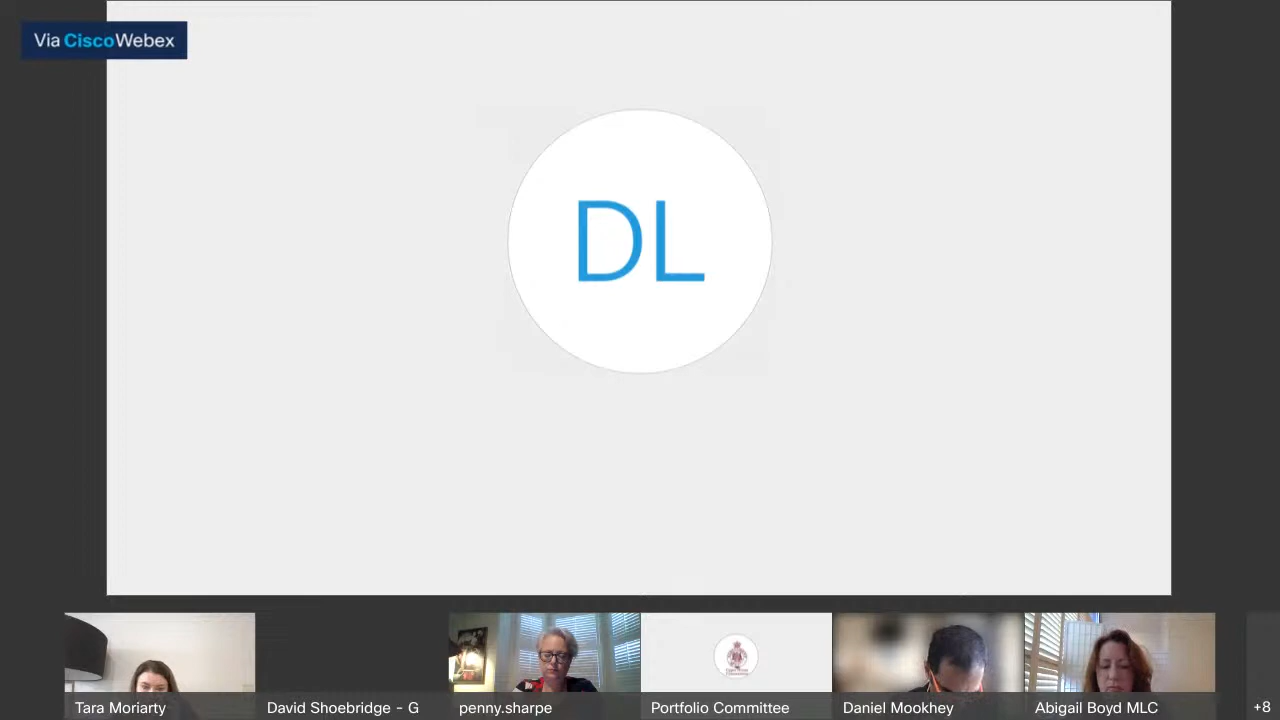 Via CiscoWebex
DL
Tara Moriarty
David Shoebridge - G
penny.sharpe
Portfolio Committee
Daniel Mookhey
Abigail Boyd MLC
+8